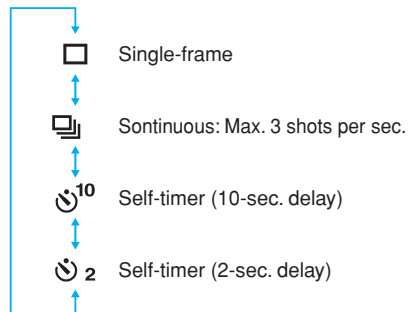 Single-frame
Sontinuous: Max. 3 shots per sec.
10 Self-timer (10-sec. delay)
2 Self-timer (2-sec. delay)